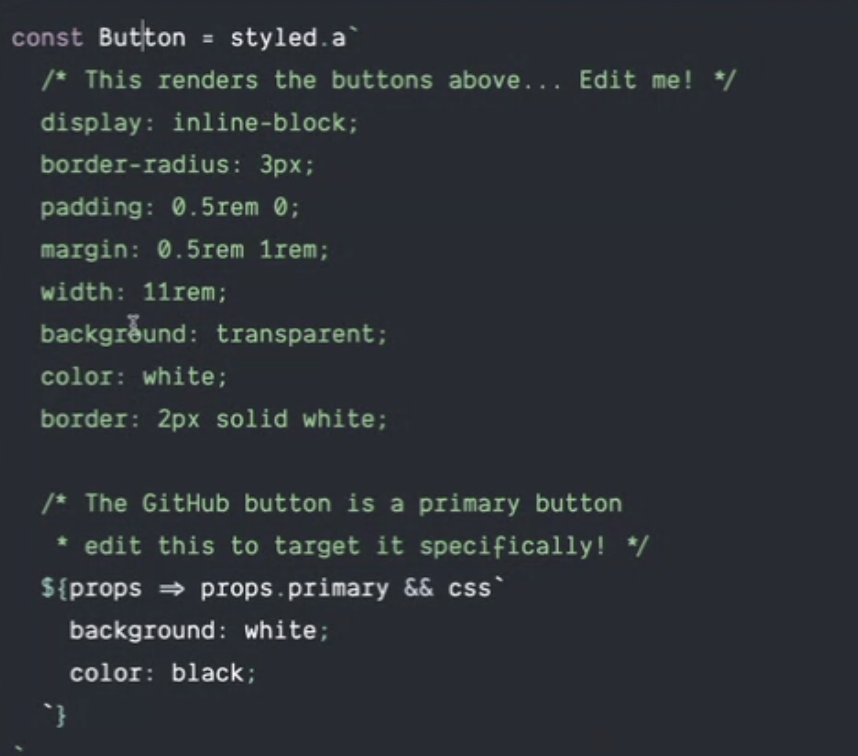 const Button = styled.a`
  /* This renders the buttons above... Edit me! */
  display: inline-block;
  border-radius: 3px;
  padding: 0.5rem 0;
  margin: 0.5rem 1rem;
  width: 11rem;
  background: transparent;
  color: white;
  border: 2px solid white;

  /* The GitHub button is a primary button
   * edit this to target it specifically! */
  ${props => props.primary && css`
    background: white;
    color: black;
  `}
`